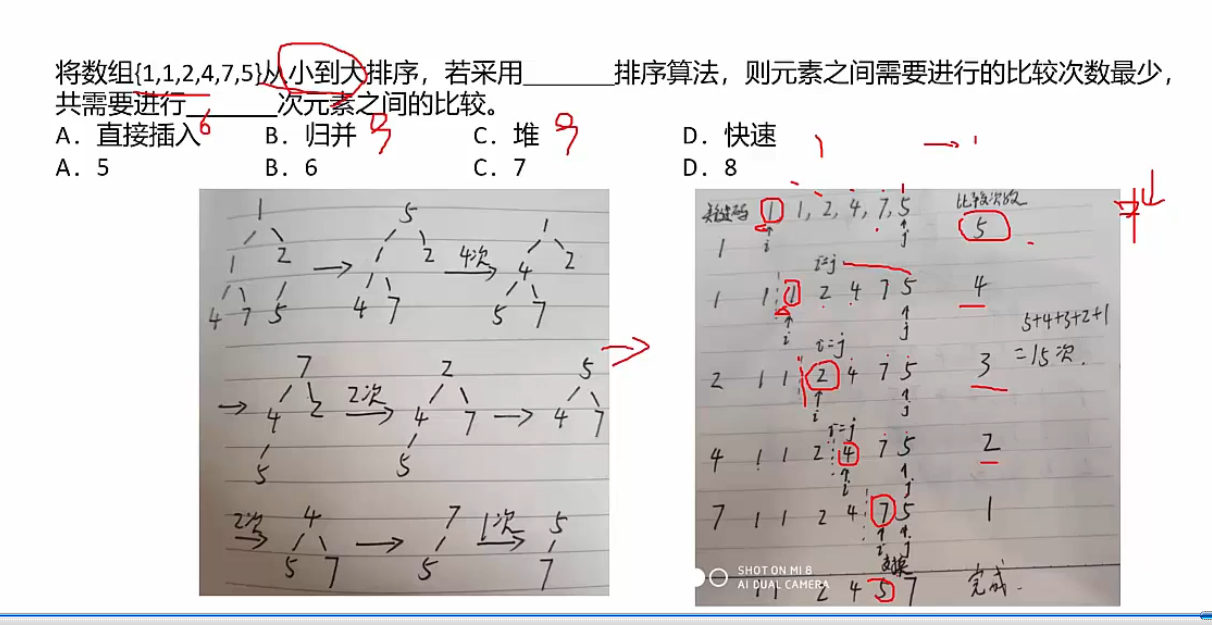 将数组{1,1,2,4,7,5}从小到大排序，若采用_______排序算法，则元素之间需要进行的比较次数最少，
共需要进行_______次元素之间的比较。
A．直接插入 6 B．归并 9 C．堆 9 D．快速
A．5 B．6 C．7 D．8
1
1 2
4 7 5
5
1 2
4 7
4次
1
4 2
5 7
7
4 2
5
2次
2
4 7
5
5
4 7
2次
4
5 7
7
5
1次
5
7
1 1, 2, 4, 7, 5 比较次数
i j 5
1
i=j
1 1 1 2 4 7 5 4
i j
5+4+3+2+1
=15次.
i=j
2 1 1 2 4 7 5 3
i j
i=j
4 1 1 2 4 7 5 2
i j
7 1 1 2 4 7 5 1
i j
交换
1 1 2 4 5 7 完成.
SHOT ON MI 8
AI DUAL CAMERA